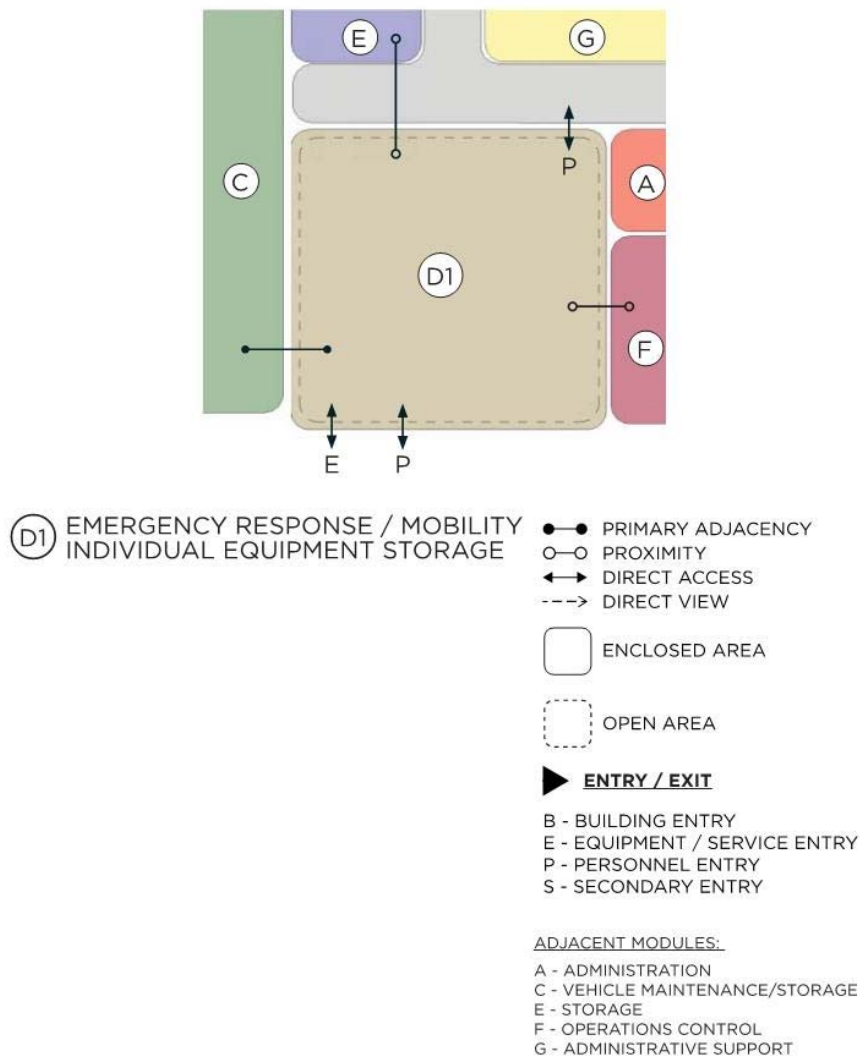 E
G
C
P
A
D1
F
E
P
D1
EMERGENCY RESPONSE / MOBILITY
INDIVIDUAL EQUIPMENT STORAGE
PRIMARY ADJACENCY
PROXIMITY
DIRECT ACCESS
DIRECT VIEW
ENCLOSED AREA
OPEN AREA
ENTRY / EXIT
B - BUILDING ENTRY
E - EQUIPMENT / SERVICE ENTRY
P - PERSONNEL ENTRY
S - SECONDARY ENTRY
ADJACENT MODULES:
A - ADMINISTRATION
C - VEHICLE MAINTENANCE/STORAGE
E - STORAGE
F - OPERATIONS CONTROL
G - ADMINISTRATIVE SUPPORT